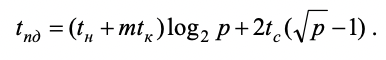 t_{пд} = (t_н + mt_к) log_2 p + 2t_c (√p − 1) .